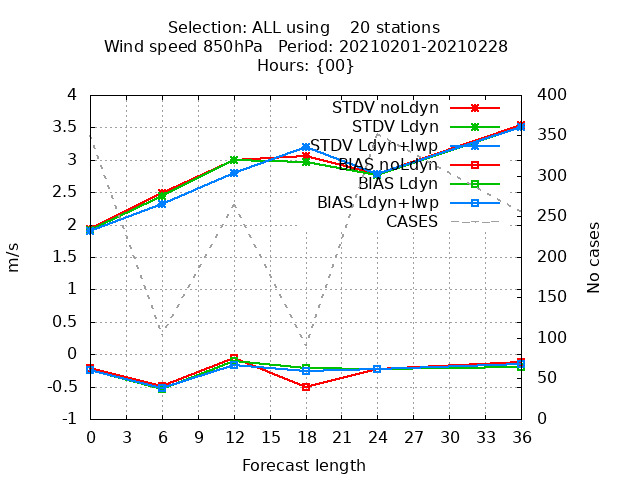 Selection: ALL using    20 stations
Wind speed 850hPa   Period: 20210201-20210228
Hours: {00}
4
3.5
3
2.5
2
1.5
1
0.5
0
-0.5
-1
m/s
STDV noLdyn
STDV Ldyn
STDV Ldyn+lwp
BIAS noLdyn
BIAS Ldyn
BIAS Ldyn+lwp
CASES
400
350
300
250
200
150
100
50
0
No cases
0 3 6 9 12 15 18 21 24 27 30 33 36
Forecast length